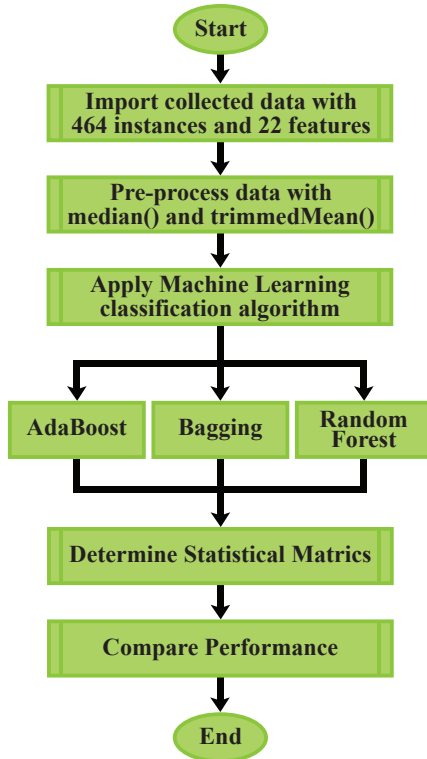 Start
Import collected data with
464 instances and 22 features
Pre-process data with
median() and trimmedMean()
Apply Machine Learning
classification algorithm
AdaBoost
Bagging
Random
Forest
Determine Statistical Matrics
Compare Performance
End